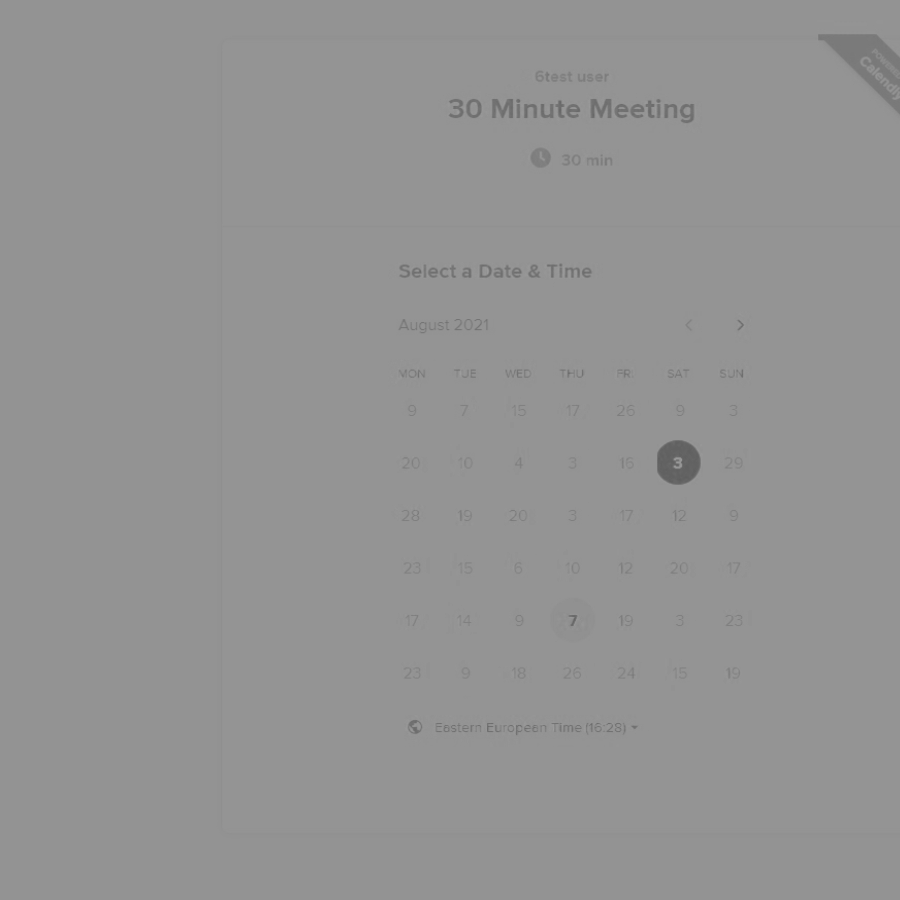 POWERED
Calendly
6test user
30 Minute Meeting
30 min
Select a Date & Time
August 2021
MON TUE WED THU FRI SAT SUN
9 7 15 17 26 9 3
20 10 4 3 16 3 29
28 19 20 3 17 12 9
23 15 6 10 12 20 17
17 14 9 7 19 3 23
23 9 18 26 24 15 19
Eastern European Time (16:28)